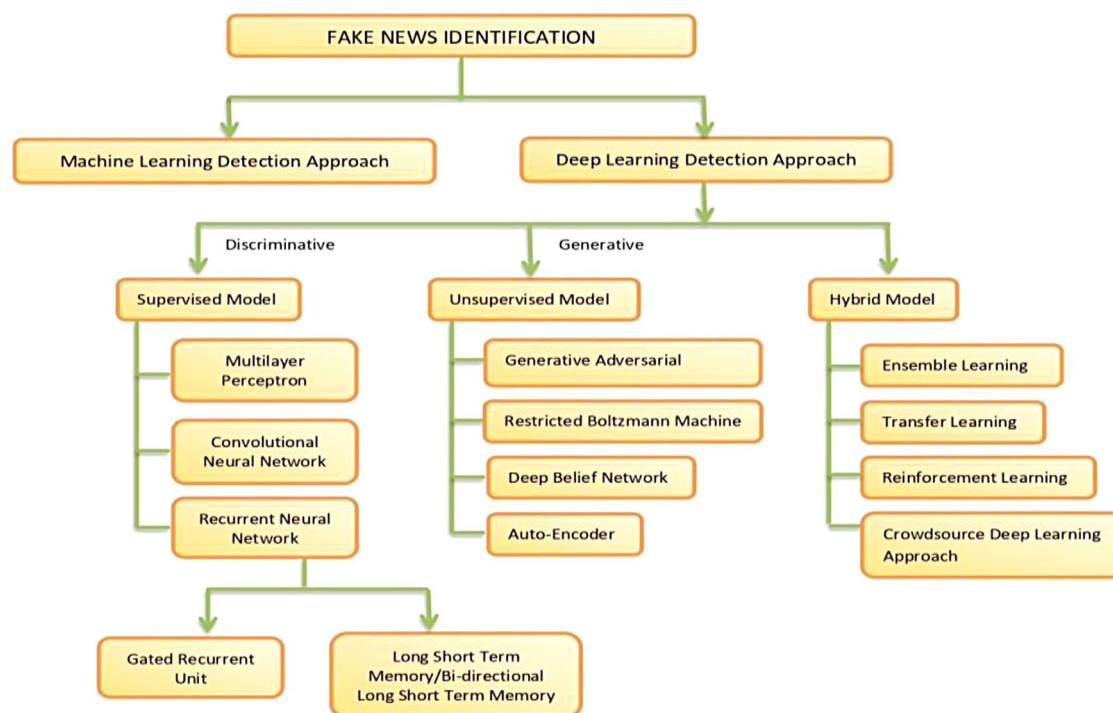 FAKE NEWS IDENTIFICATION
Machine Learning Detection Approach
Deep Learning Detection Approach
Discriminative
Generative
Supervised Model
Unsupervised Model
Hybrid Model
Multilayer
Perceptron
Convolutional
Neural Network
Recurrent Neural
Network
Generative Adversarial
Restricted Boltzmann Machine
Deep Belief Network
Auto-Encoder
Ensemble Learning
Transfer Learning
Reinforcement Learning
Crowdsource Deep Learning
Approach
Gated Recurrent
Unit
Long Short Term
Memory/Bi-directional
Long Short Term Memory